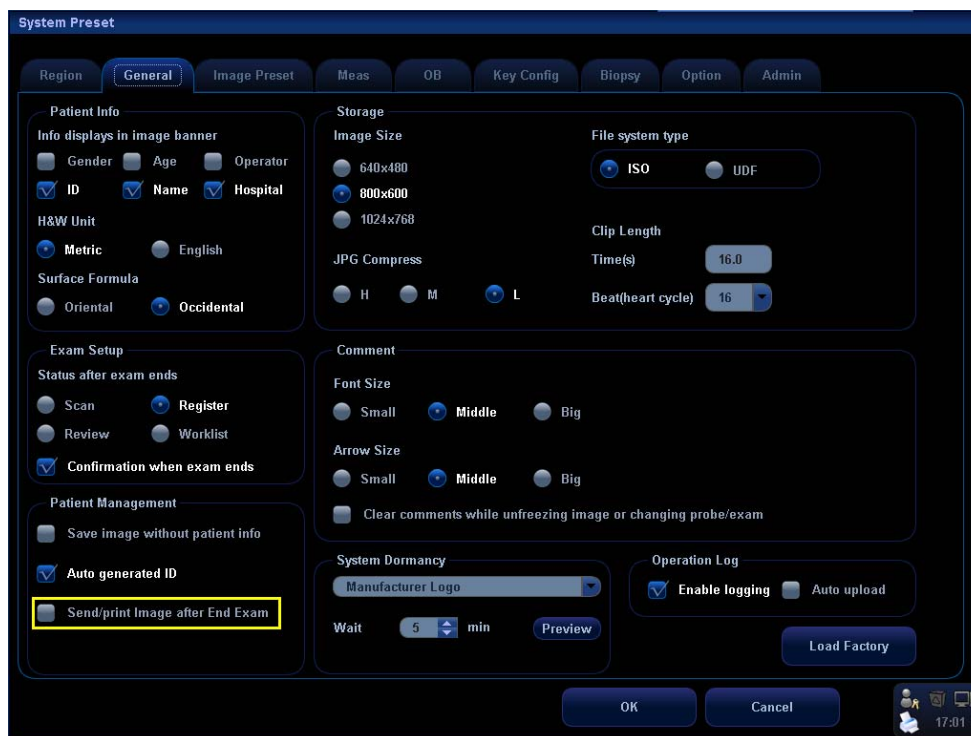 System Preset
Region General Image Preset Meas OB Key Config Biopsy Option Admin
Patient Info
Info displays in image banner
Gender Age Operator
ID Name Hospital
H&W Unit
Metric English
Surface Formula
Oriental Occidental
Storage
Image Size
640x480
800x600
1024x768
JPG Compress
H M L
File system type
ISO UDF
Clip Length
Time(s) 16.0
Beat(heart cycle) 16
Exam Setup
Status after exam ends
Scan Register
Review Worklist
Confirmation when exam ends
Comment
Font Size
Small Middle Big
Arrow Size
Small Middle Big
Clear comments while unfreezing image or changing probe/exam
Patient Management
Save image without patient info
Auto generated ID
Send/print Image after End Exam
System Dormancy
Manufacturer Logo
Wait 5 min Preview
Operation Log
Enable logging Auto upload
Load Factory
OK Cancel
17:01